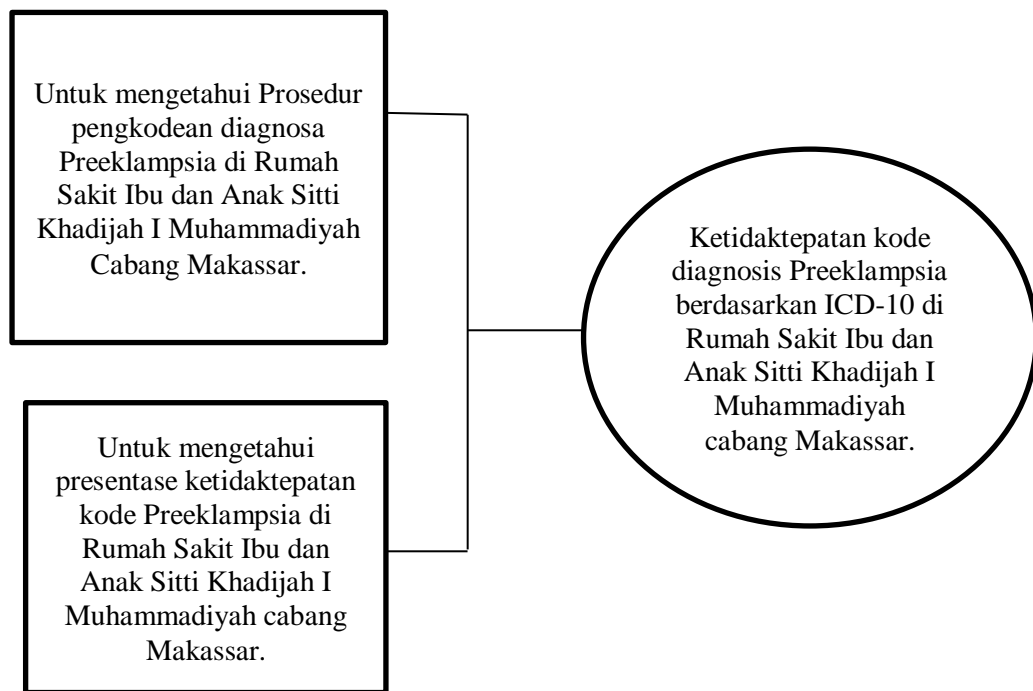 Untuk mengetahui Prosedur
pengkodean diagnosa
Preeklampsia di Rumah
Sakit Ibu dan Anak Sitti
Khadijah I Muhammadiyah
Cabang Makassar.
Untuk mengetahui
presentase ketidaktepatan
kode Preeklampsia di
Rumah Sakit Ibu dan
Anak Sitti Khadijah I
Muhammadiyah cabang
Makassar.
Ketidaktepatan kode
diagnosis Preeklampsia
berdasarkan ICD-10 di
Rumah Sakit Ibu dan
Anak Sitti Khadijah I
Muhammadiyah
cabang Makassar.